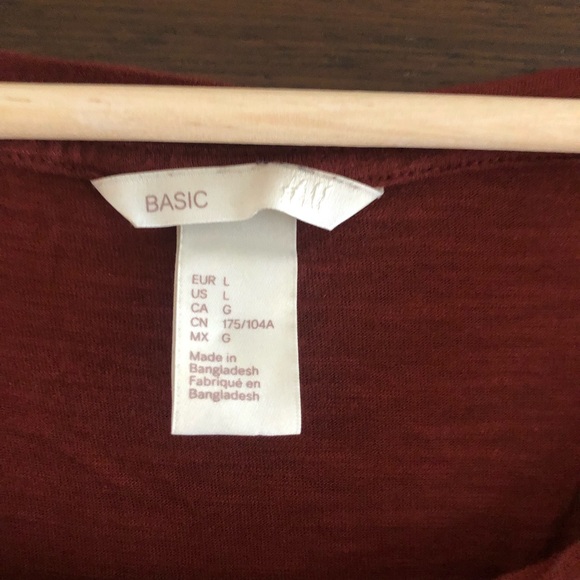 BASIC
EUR L
US L
CA G
CN 175/104A
MX G
Made in
Bangladesh
Fabriqué en
Bangladesh